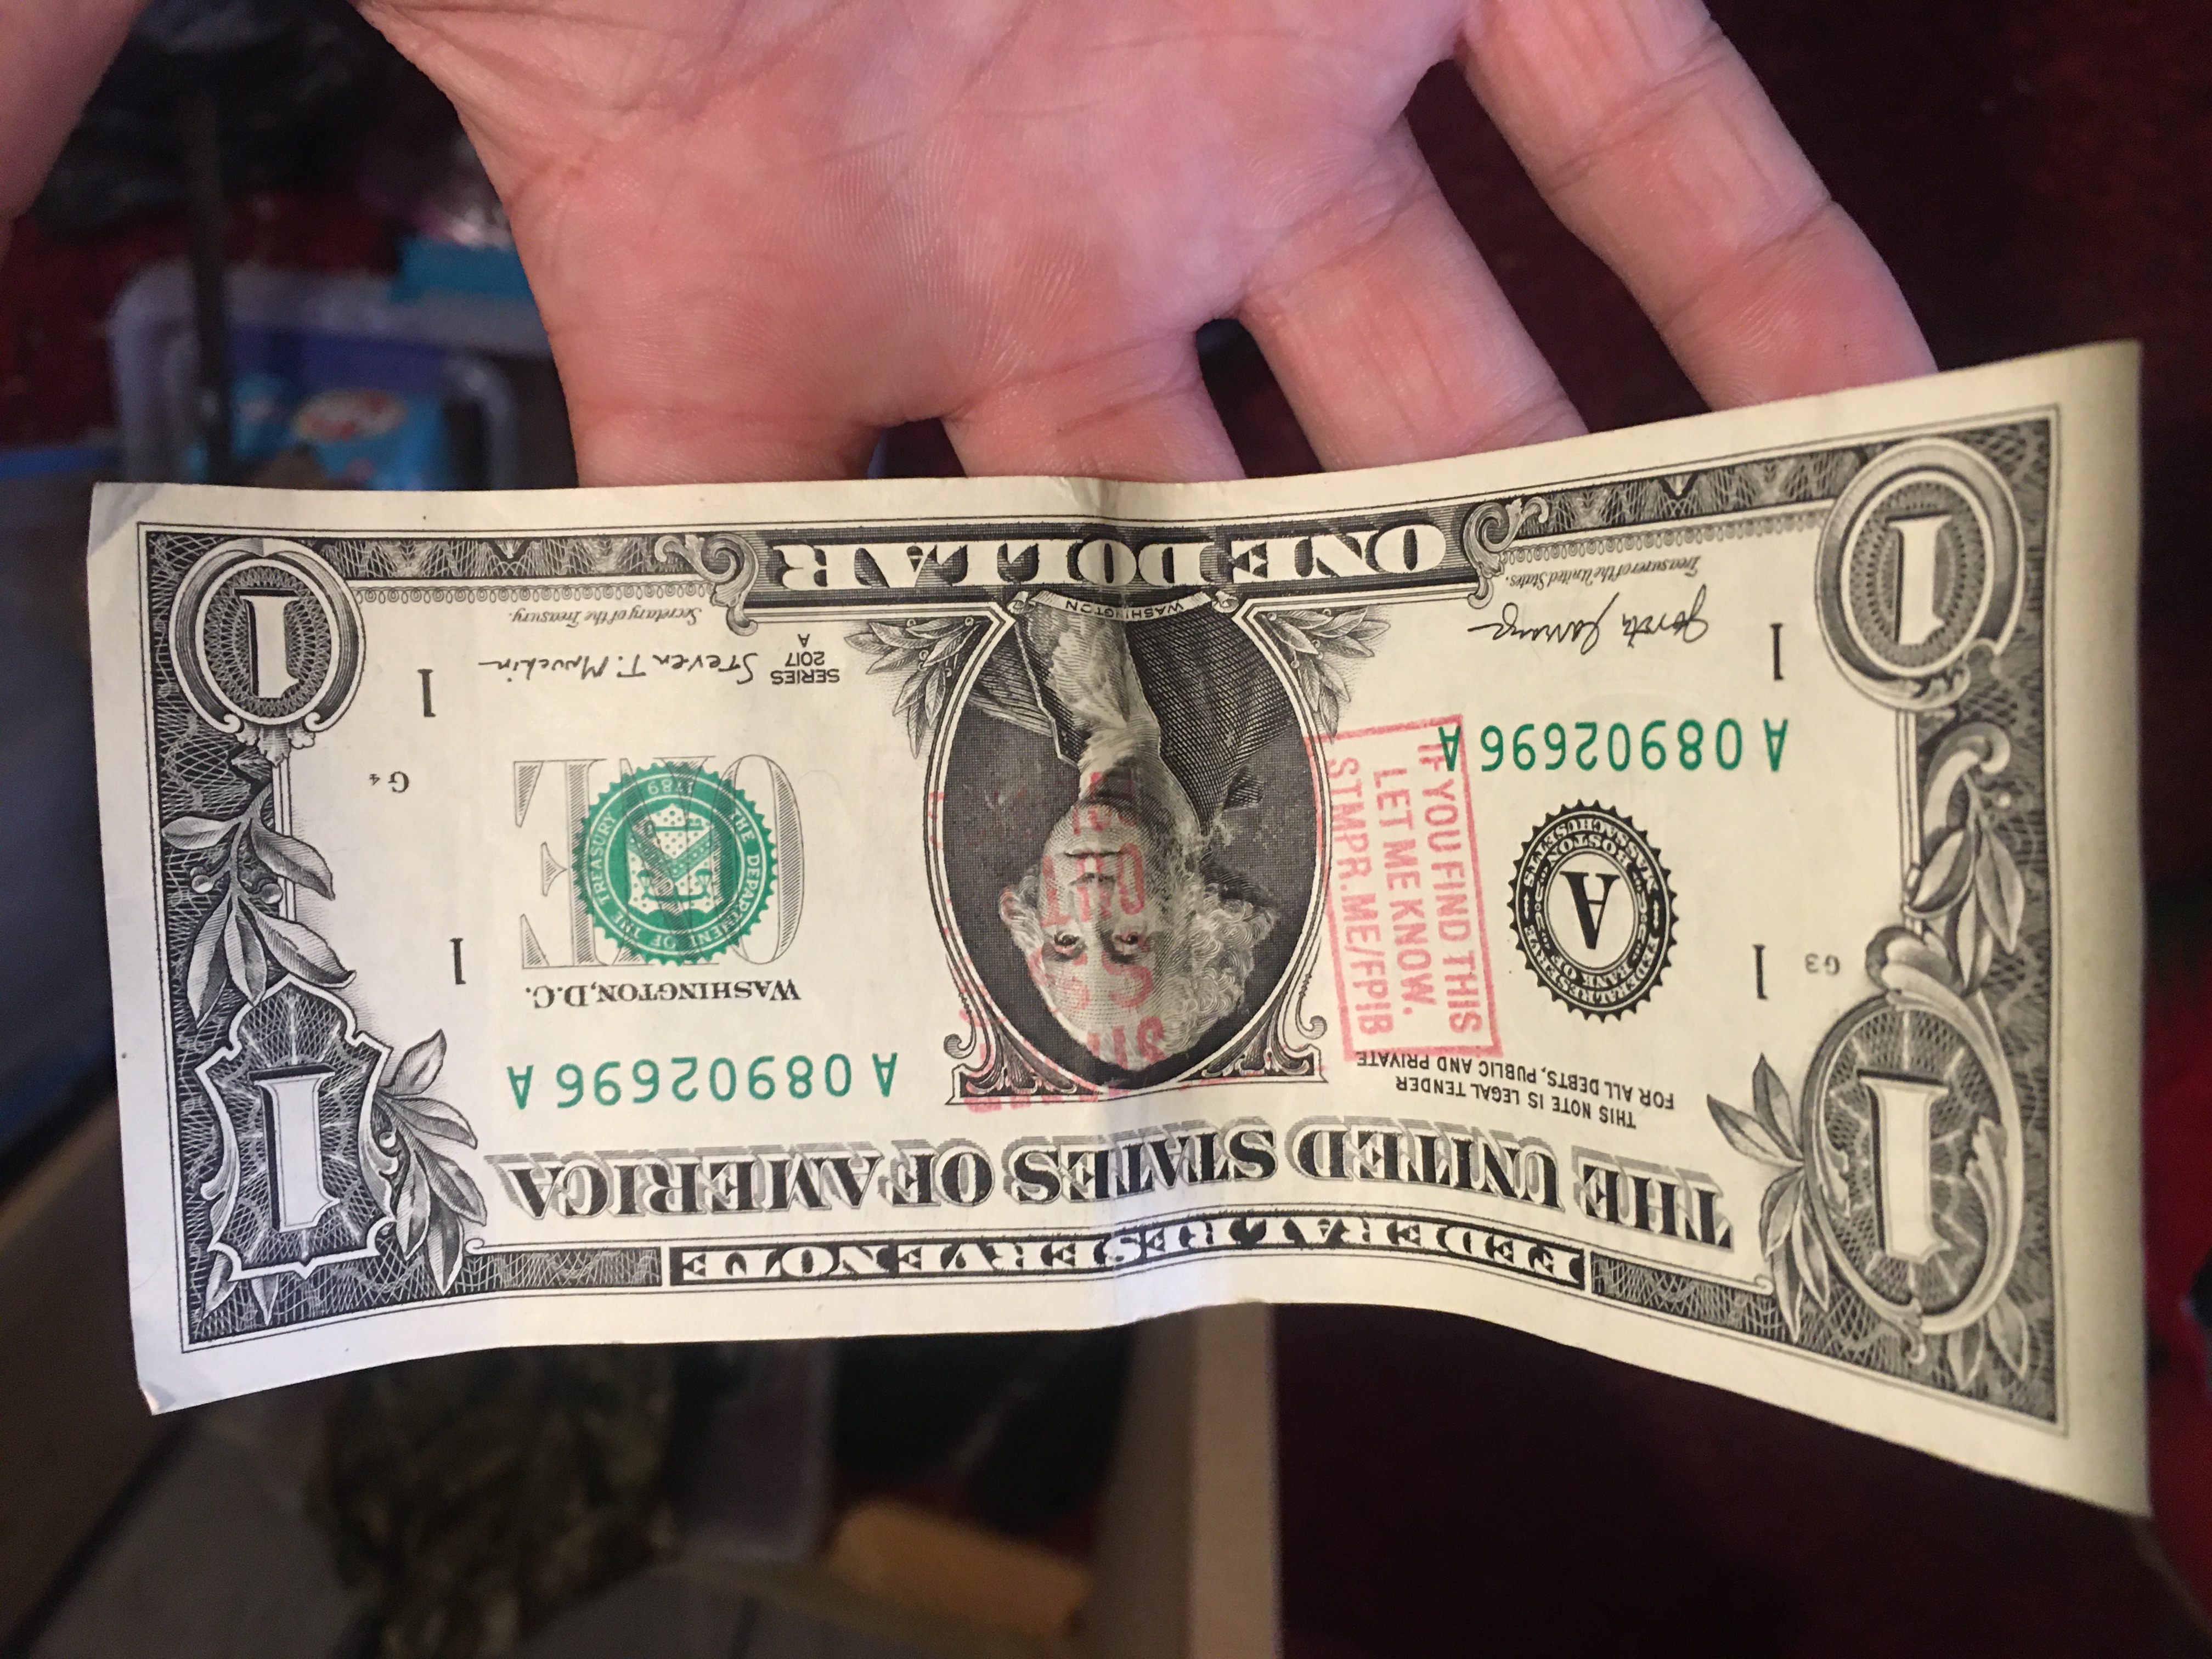 FEDERAL RESERVE NOTE
THE UNITED STATES OF AMERICA
THIS NOTE IS LEGAL TENDER
FOR ALL DEBTS, PUBLIC AND PRIVATE
A 08902696 A
WASHINGTON, D.C.
ONE
THE DEPARTMENT OF THE TREASURY
1789
A 08902696 A
A
FEDERAL RESERVE BANK OF BOSTON
MASSACHUSETTS
IF YOU FIND THIS
LET ME KNOW.
STMPR.ME/FPIB
G3
G4
1
1
1
1
1
1
1
1
SERIES
2017
A
Steven T. Mnuchin
Secretary of the Treasury.
Treasurer of the United States.
WASHINGTON
ONE DOLLAR